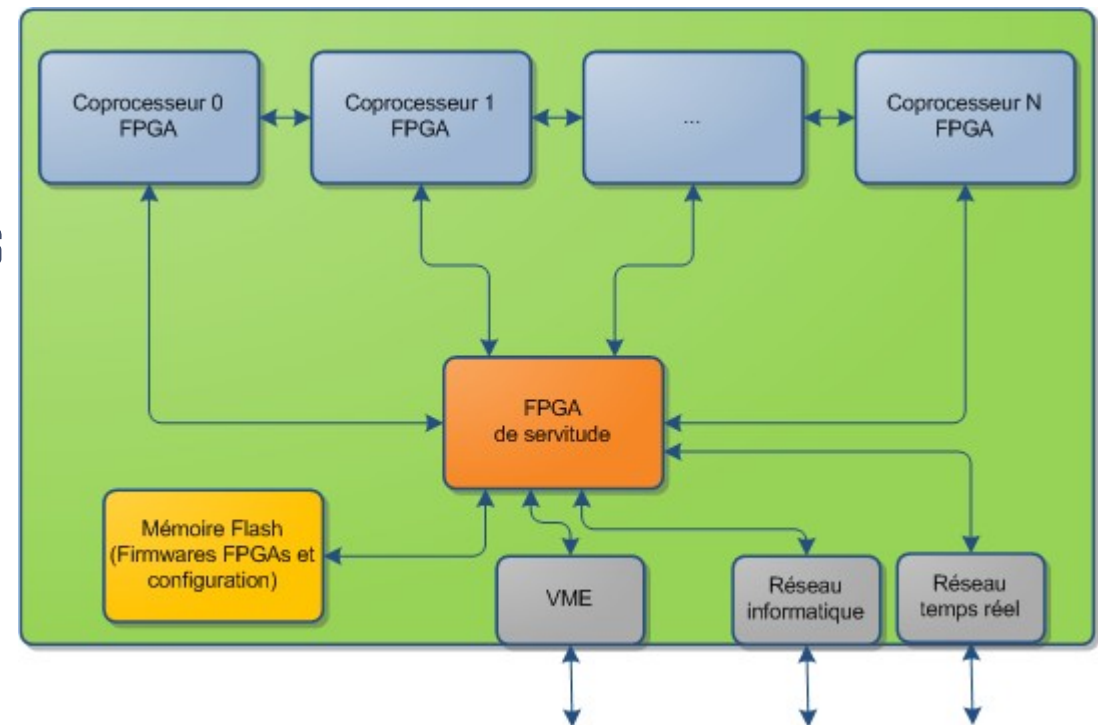 Coprocesseur 0
FPGA
Coprocesseur 1
FPGA
...
Coprocesseur N
FPGA
FPGA
de servitude
Mémoire Flash
(Firmwares FPGAs et
configuration)
VME
Réseau
informatique
Réseau
temps réel